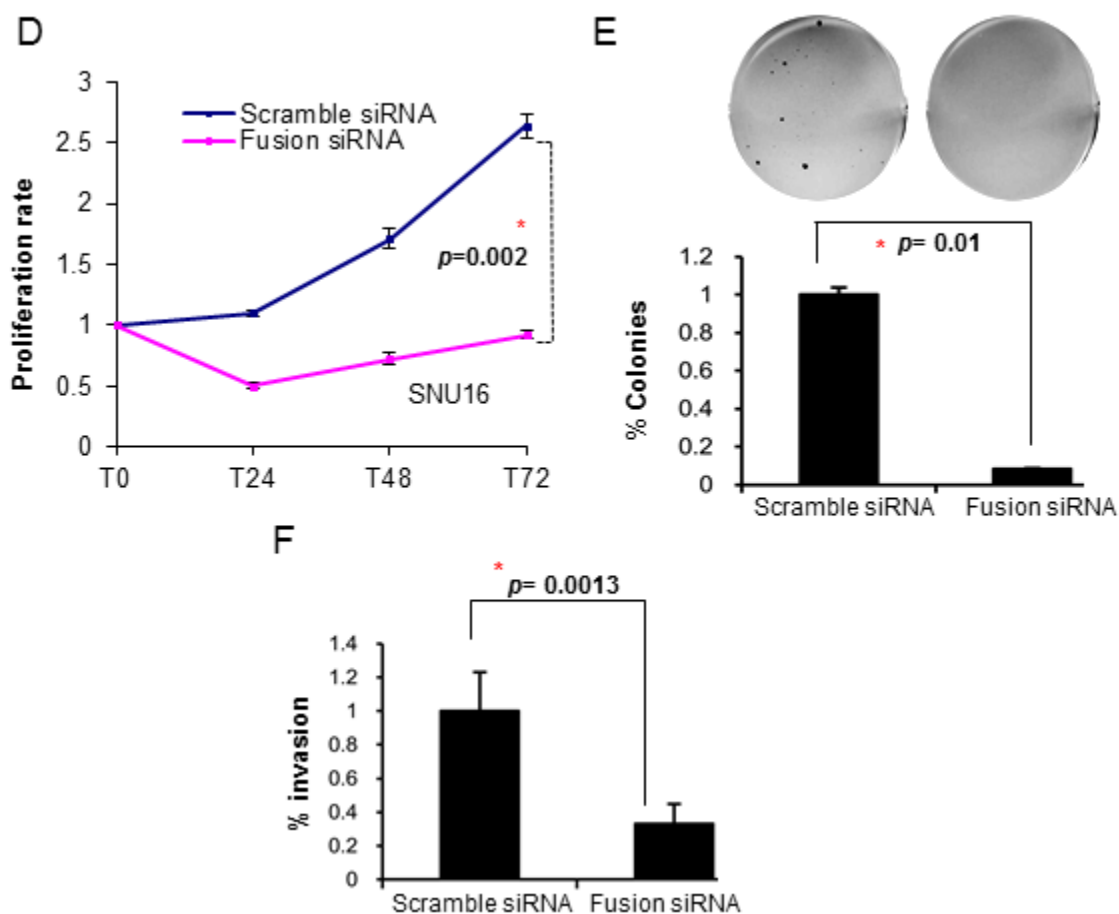 D
Proliferation rate
3
2.5
2
1.5
1
0.5
0
Scramble siRNA
Fusion siRNA
*
p=0.002
SNU16
T0 T24 T48 T72
E
* p= 0.01
% Colonies
1.2
1
0.8
0.6
0.4
0.2
0
Scramble siRNA Fusion siRNA
F
*
p= 0.0013
% invasion
1.4
1.2
1
0.8
0.6
0.4
0.2
0
Scramble siRNA Fusion siRNA